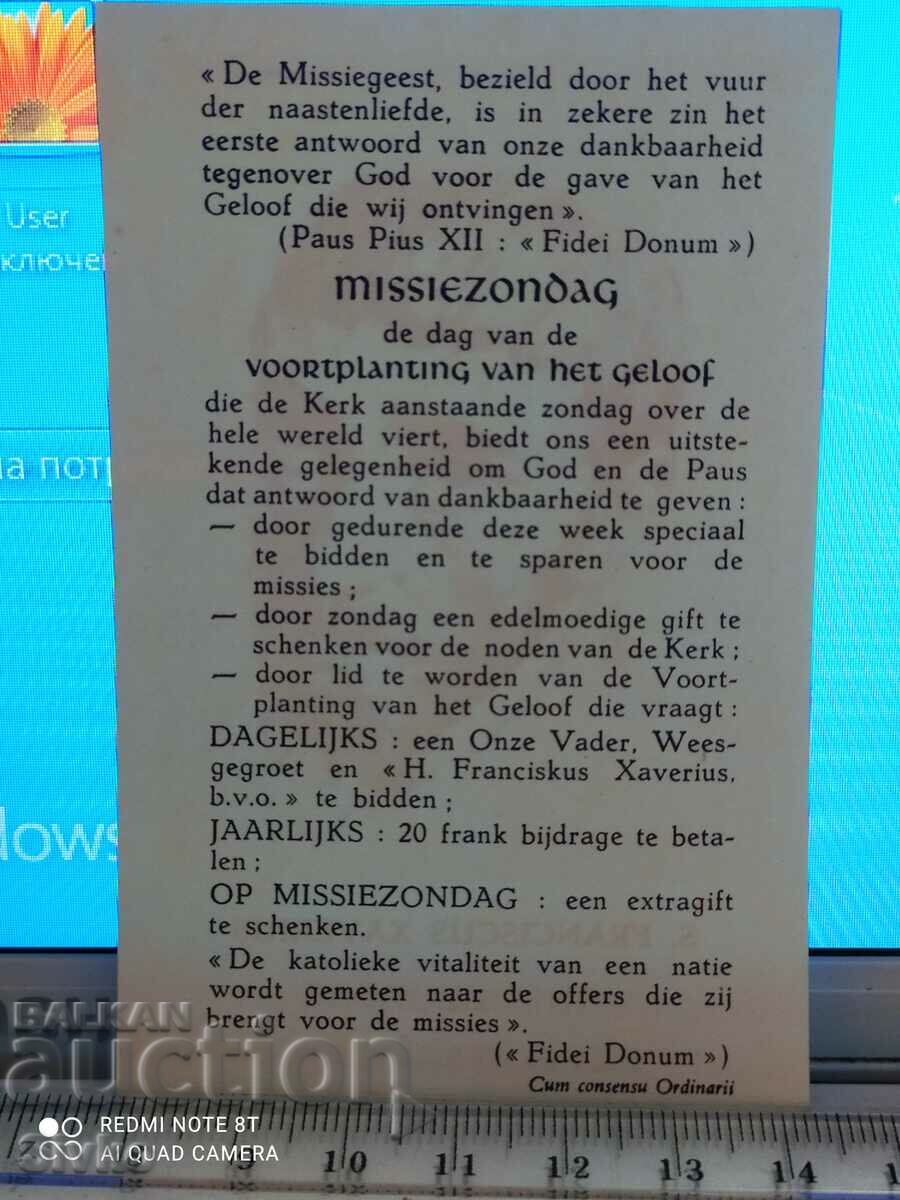 « De Missiegeest, bezield door het vuur
der naastenliefde, is in zekere zin het
eerste antwoord van onze dankbaarheid
tegenover God voor de gave van het
Geloof die wij ontvingen ».
(Paus Pius XII : « Fidei Donum »)
MISSIEZONDAG
de dag van de
VOORTPLANTING VAN HET GELOOF
die de Kerk aanstaande zondag over de
hele wereld viert, biedt ons een uitste-
kende gelegenheid om God en de Paus
dat antwoord van dankbaarheid te geven :
— door gedurende deze week speciaal
te bidden en te sparen voor de
missies ;
— door zondag een edelmoedige gift te
schenken voor de noden van de Kerk ;
— door lid te worden van de Voort-
planting van het Geloof die vraagt :
DAGELIJKS : een Onze Vader, Wees-
gegroet en « H. Franciskus Xaverius,
b.v.o. » te bidden ;
JAARLIJKS : 20 frank bijdrage te beta-
len ;
OP MISSIEZONDAG : een extragift
te schenken.
« De katolieke vitaliteit van een natie
wordt gemeten naar de offers die zij
brengt voor de missies ».
(« Fidei Donum »)
Cum consensu Ordinarii
User
ключе
на потр
dows
S. FRANCISCUS XA
BALKAN
auction
REDMI NOTE 8T
AI QUAD CAMERA
9 10 11 12 13 14